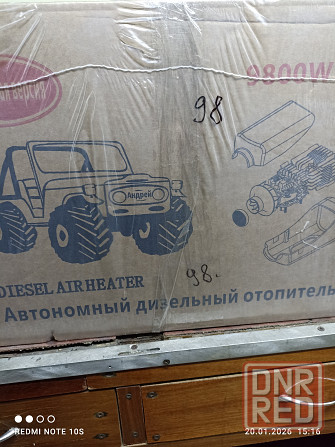 9800W
98
Андрей
98.
DIESEL AIR HEATER
Автономный дизельный отопитель
REDMI NOTE 10S
DNR
RED
20.01.2026 15:16